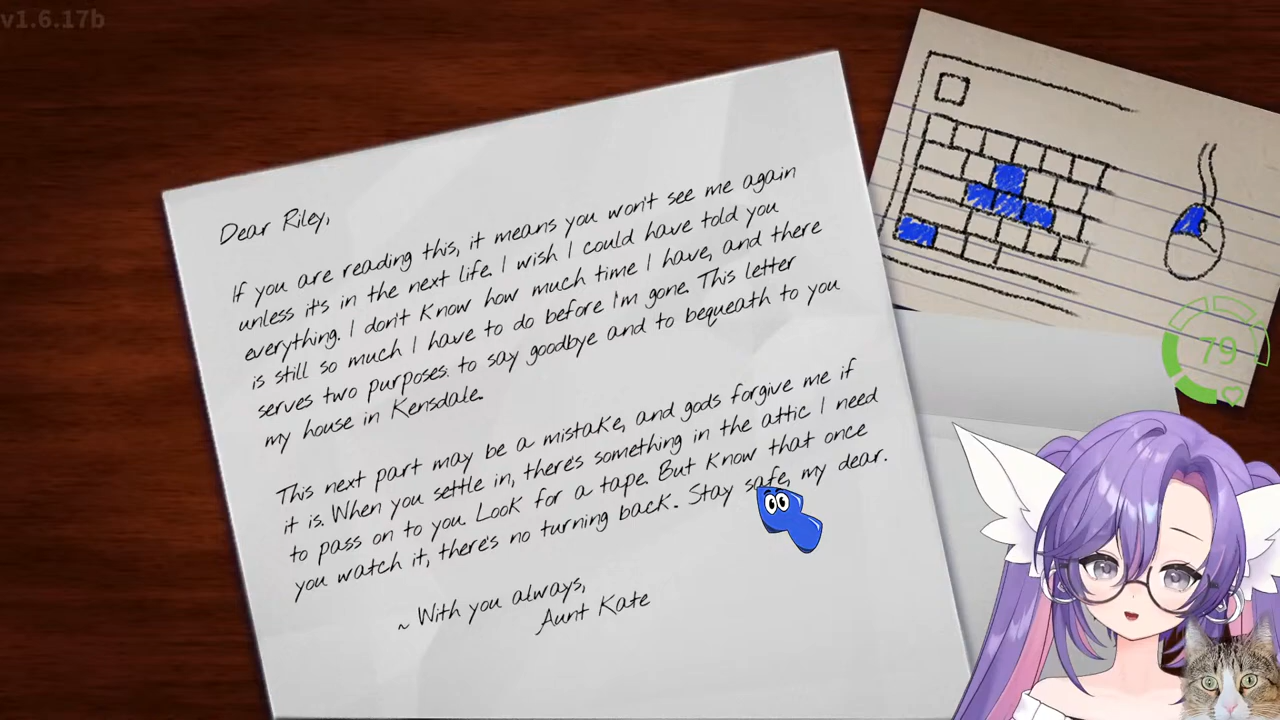 v1.6.17b
Dear Riley,
If you are reading this, it means you won't see me again
unless it's in the next life. I wish I could have told you
everything. I don't know how much time I have, and there
is still so much I have to do before I'm gone. This letter
serves two purposes: to say goodbye and to bequeath to you
my house in Kensdale.
This next part may be a mistake, and gods forgive me if
it is. When you settle in, there's something in the attic I need
to pass on to you. Look for a tape. But know that once
you watch it, there's no turning back. Stay safe, my dear.
~ With you always,
Aunt Kate
79